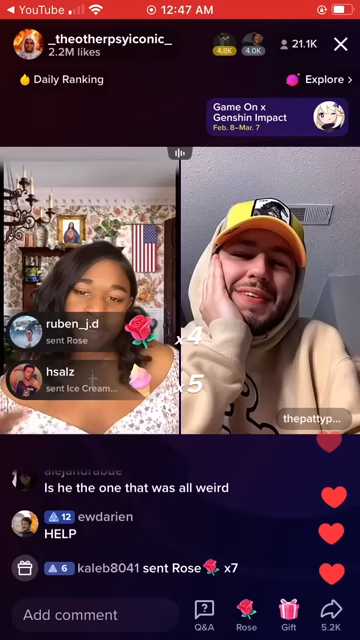 YouTube
12:47 AM
_theotherpsyiconic_
2.2M likes
4.8K
4.0K
21.1K
Daily Ranking
Explore >
Game On x
Genshin Impact
Feb. 8–Mar. 7
ruben_j.d
sent Rose
x4
hsalz
sent Ice Cream...
x5
thepattyp...
alejandrabue
Is he the one that was all weird
12 ewdarien
HELP
6 kaleb8041 sent Rose x7
Add comment
Q&A
Rose
Gift
5.2K